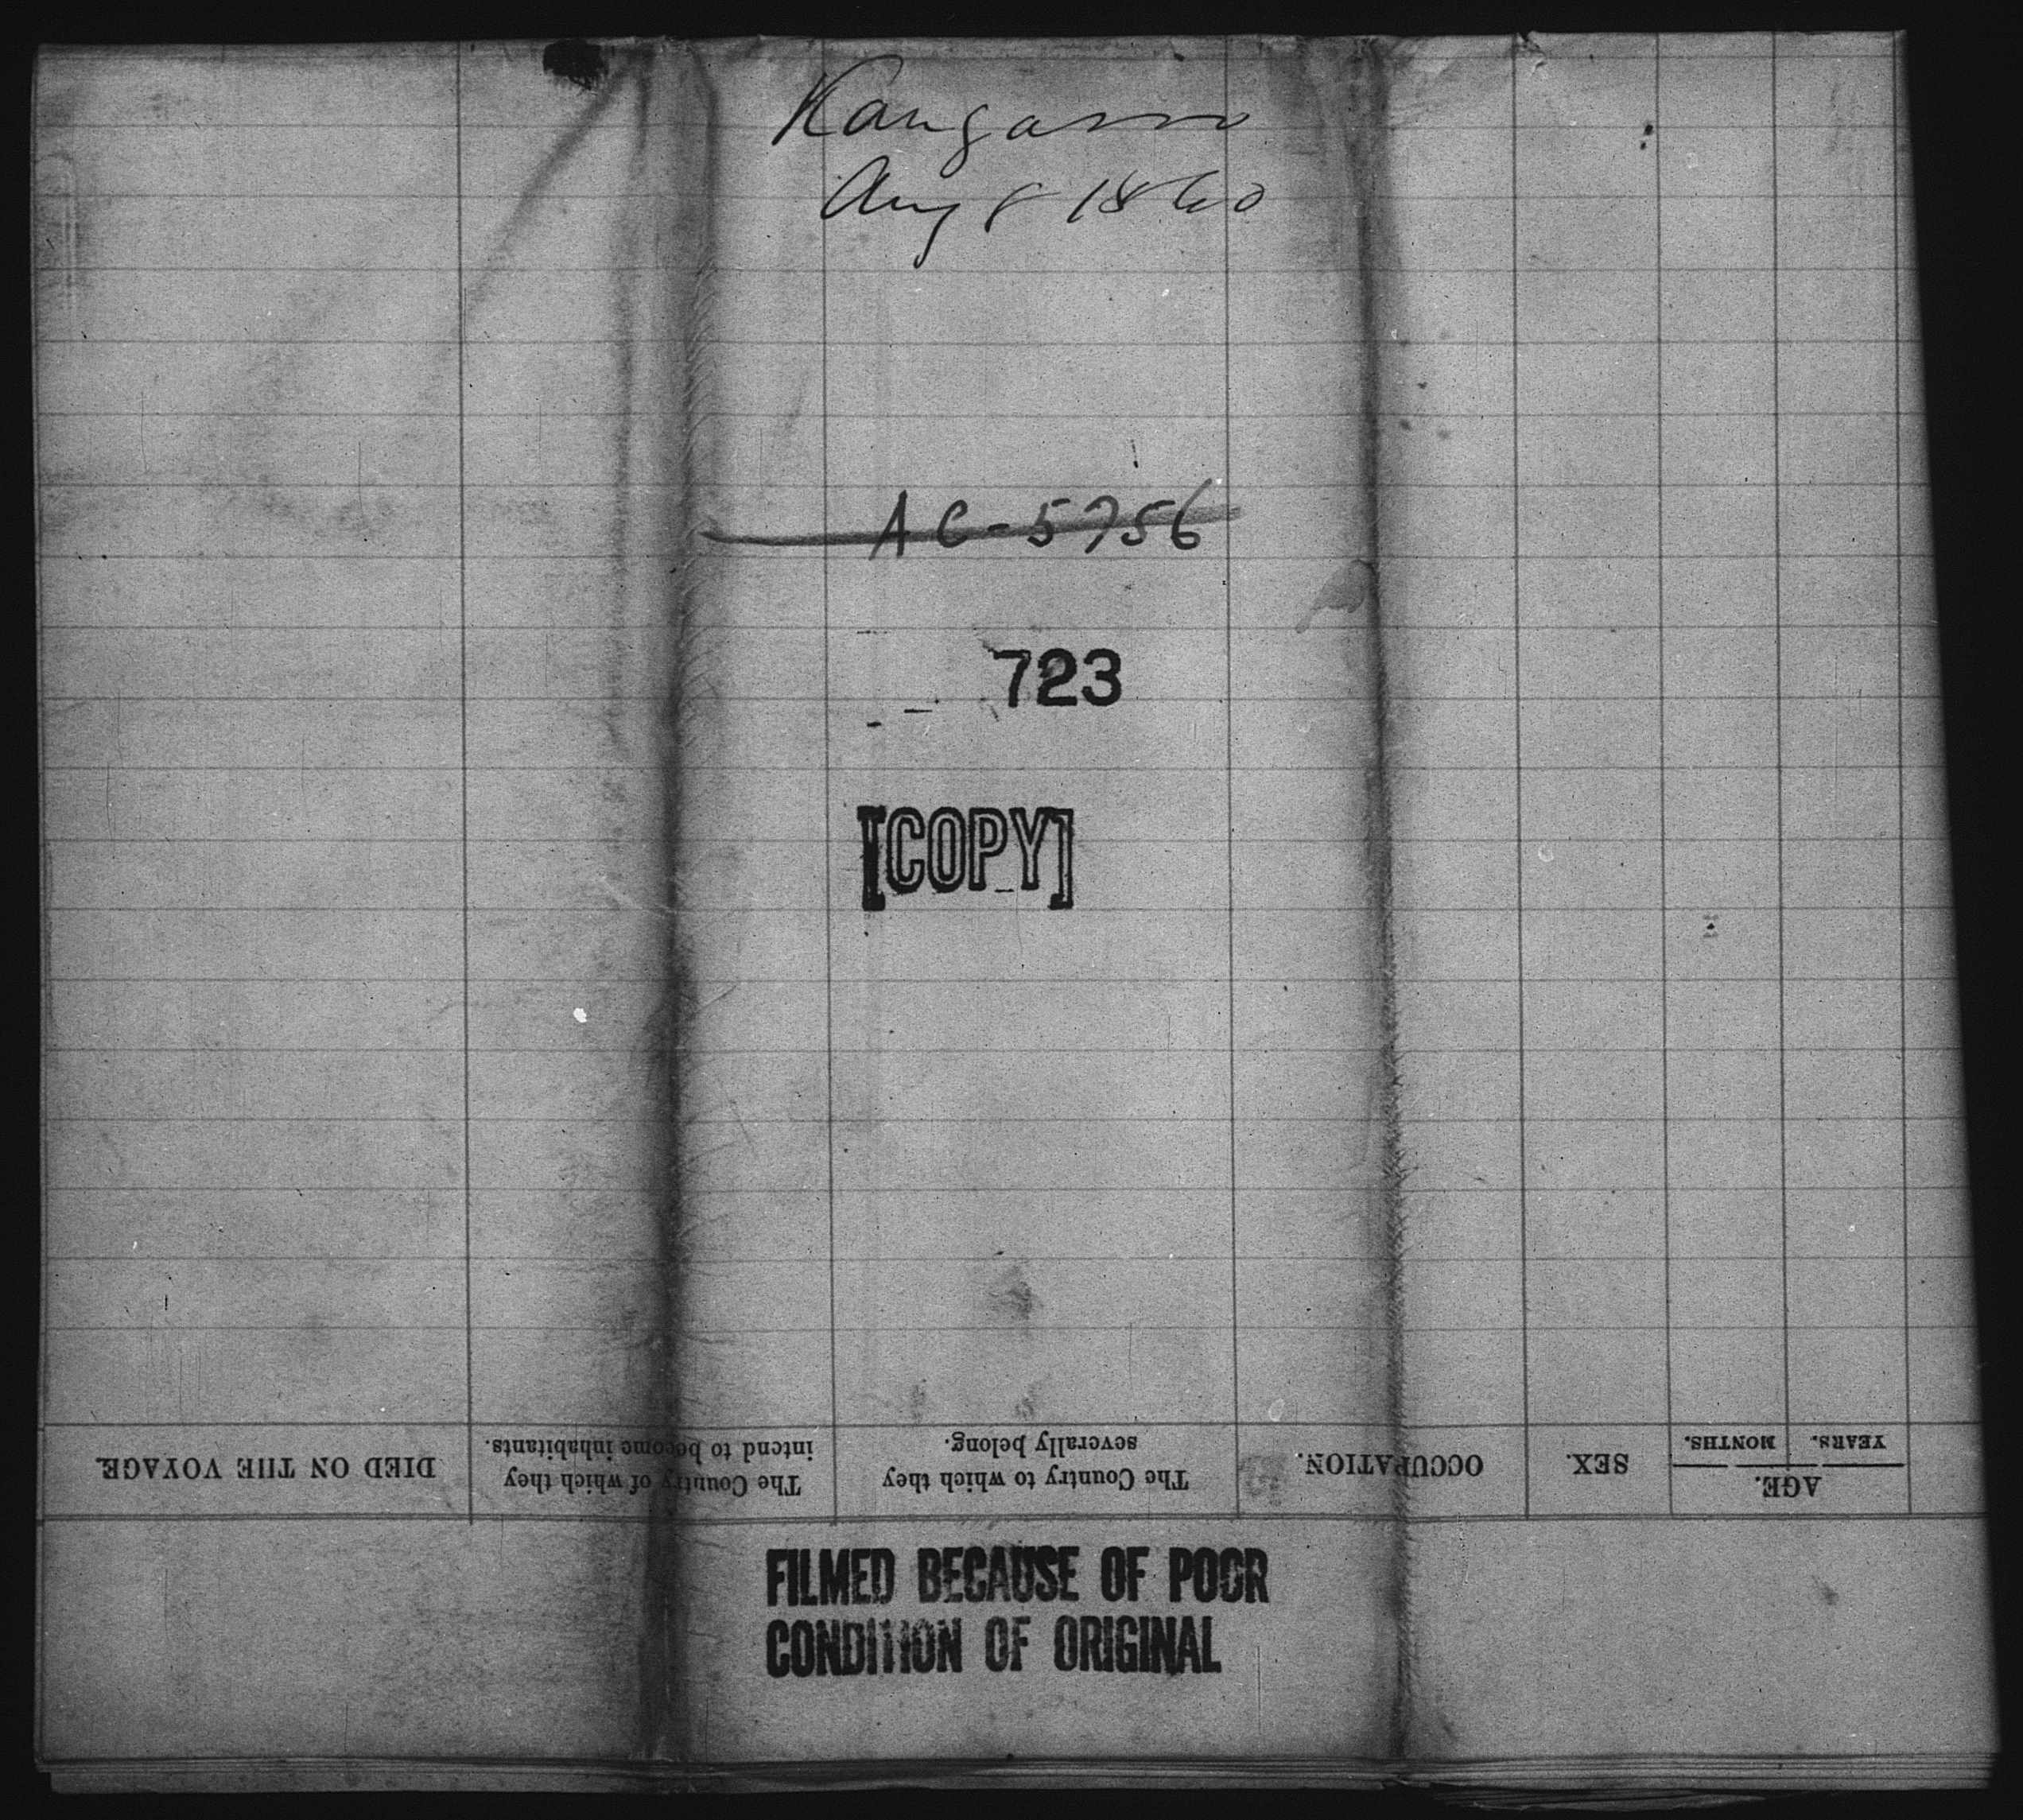 Kangaroo
Aug 8 1860
AC-5756
723
[COPY]
DIED ON THE VOYAGE.
The Country of which they
intend to become inhabitants.
The Country to which they
severally belong.
OCCUPATION.
SEX.
AGE.
YEARS.
MONTHS.
FILMED BECAUSE OF POOR
CONDITION OF ORIGINAL